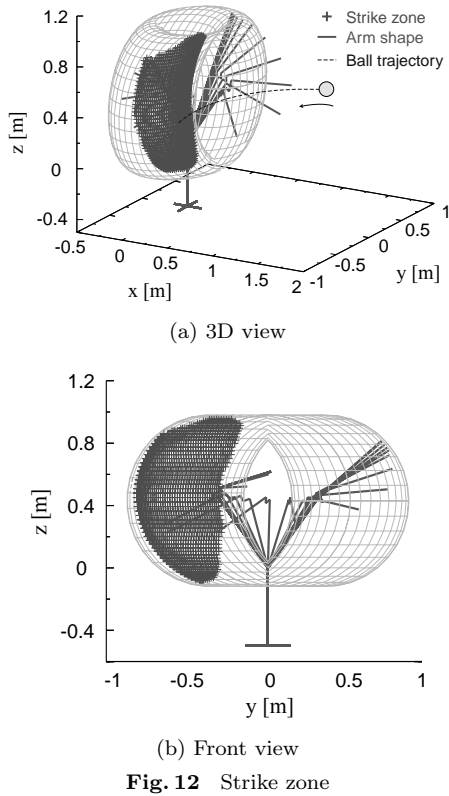 Strike zone
Arm shape
Ball trajectory
1.2
0.8
0.4
0
-0.4
z [m]
-0.5
0
0.5
1
1.5
2
x [m]
-1
-0.5
0
0.5
1
y [m]
(a) 3D view
1.2
0.8
0.4
0
-0.4
z [m]
-1
-0.5
0
0.5
1
y [m]
(b) Front view
Fig. 12 Strike zone